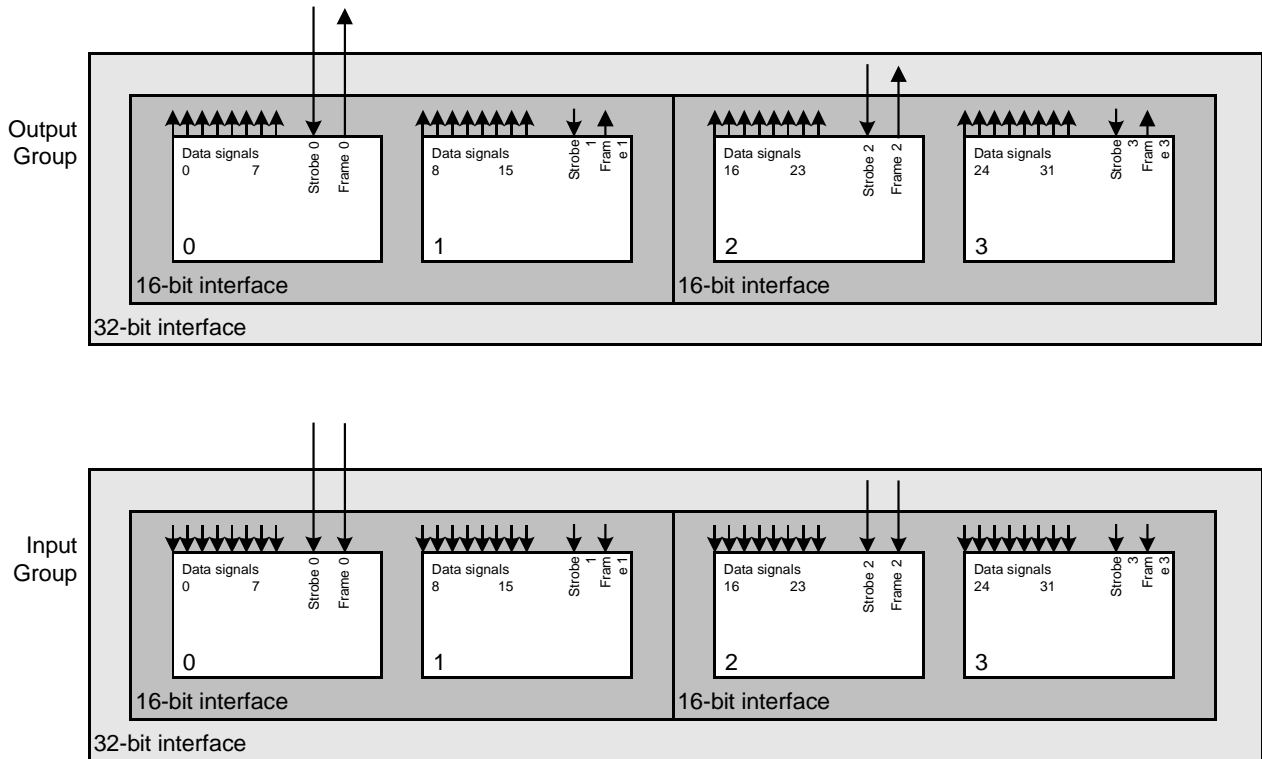 Output
Group
Data signals
0 7
Strobe 0
Frame 0
0
Data signals
8 15
Strobe
1
Fram
e 1
1
16-bit interface
Data signals
16 23
Strobe 2
Frame 2
2
Data signals
24 31
Strobe
3
Fram
e 3
3
16-bit interface
32-bit interface
Input
Group
Data signals
0 7
Strobe 0
Frame 0
0
Data signals
8 15
Strobe
1
Fram
e 1
1
16-bit interface
Data signals
16 23
Strobe 2
Frame 2
2
Data signals
24 31
Strobe
3
Fram
e 3
3
16-bit interface
32-bit interface